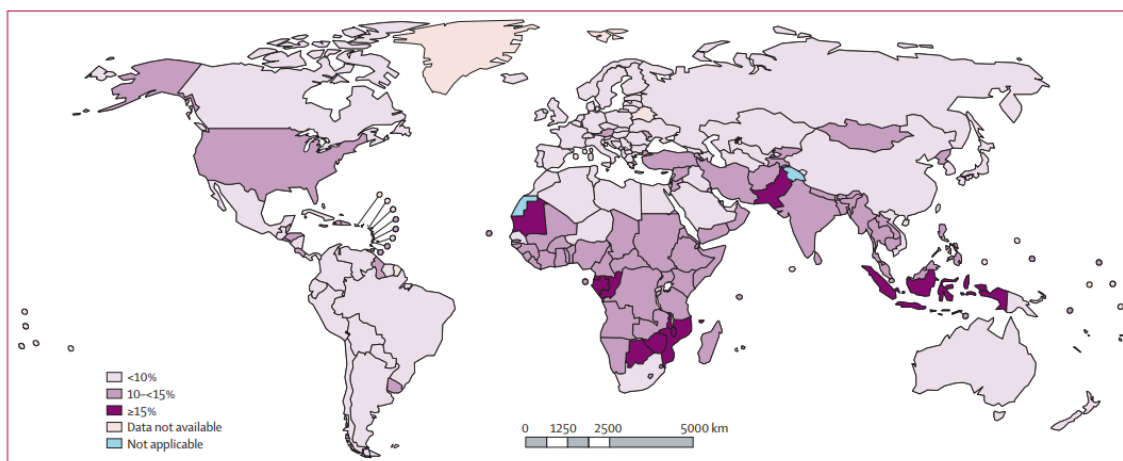 <10%
10–<15%
≥15%
Data not available
Not applicable
0 1250 2500 5000 km